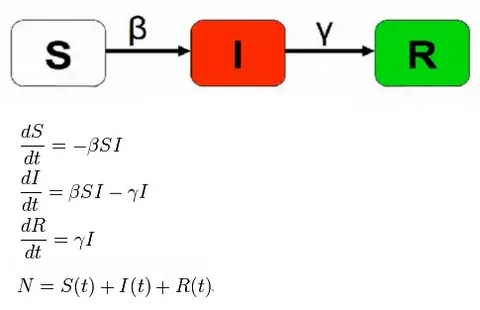 S β I γ R
dS/dt = −βSI
dI/dt = βSI − γI
dR/dt = γI
N = S(t) + I(t) + R(t).